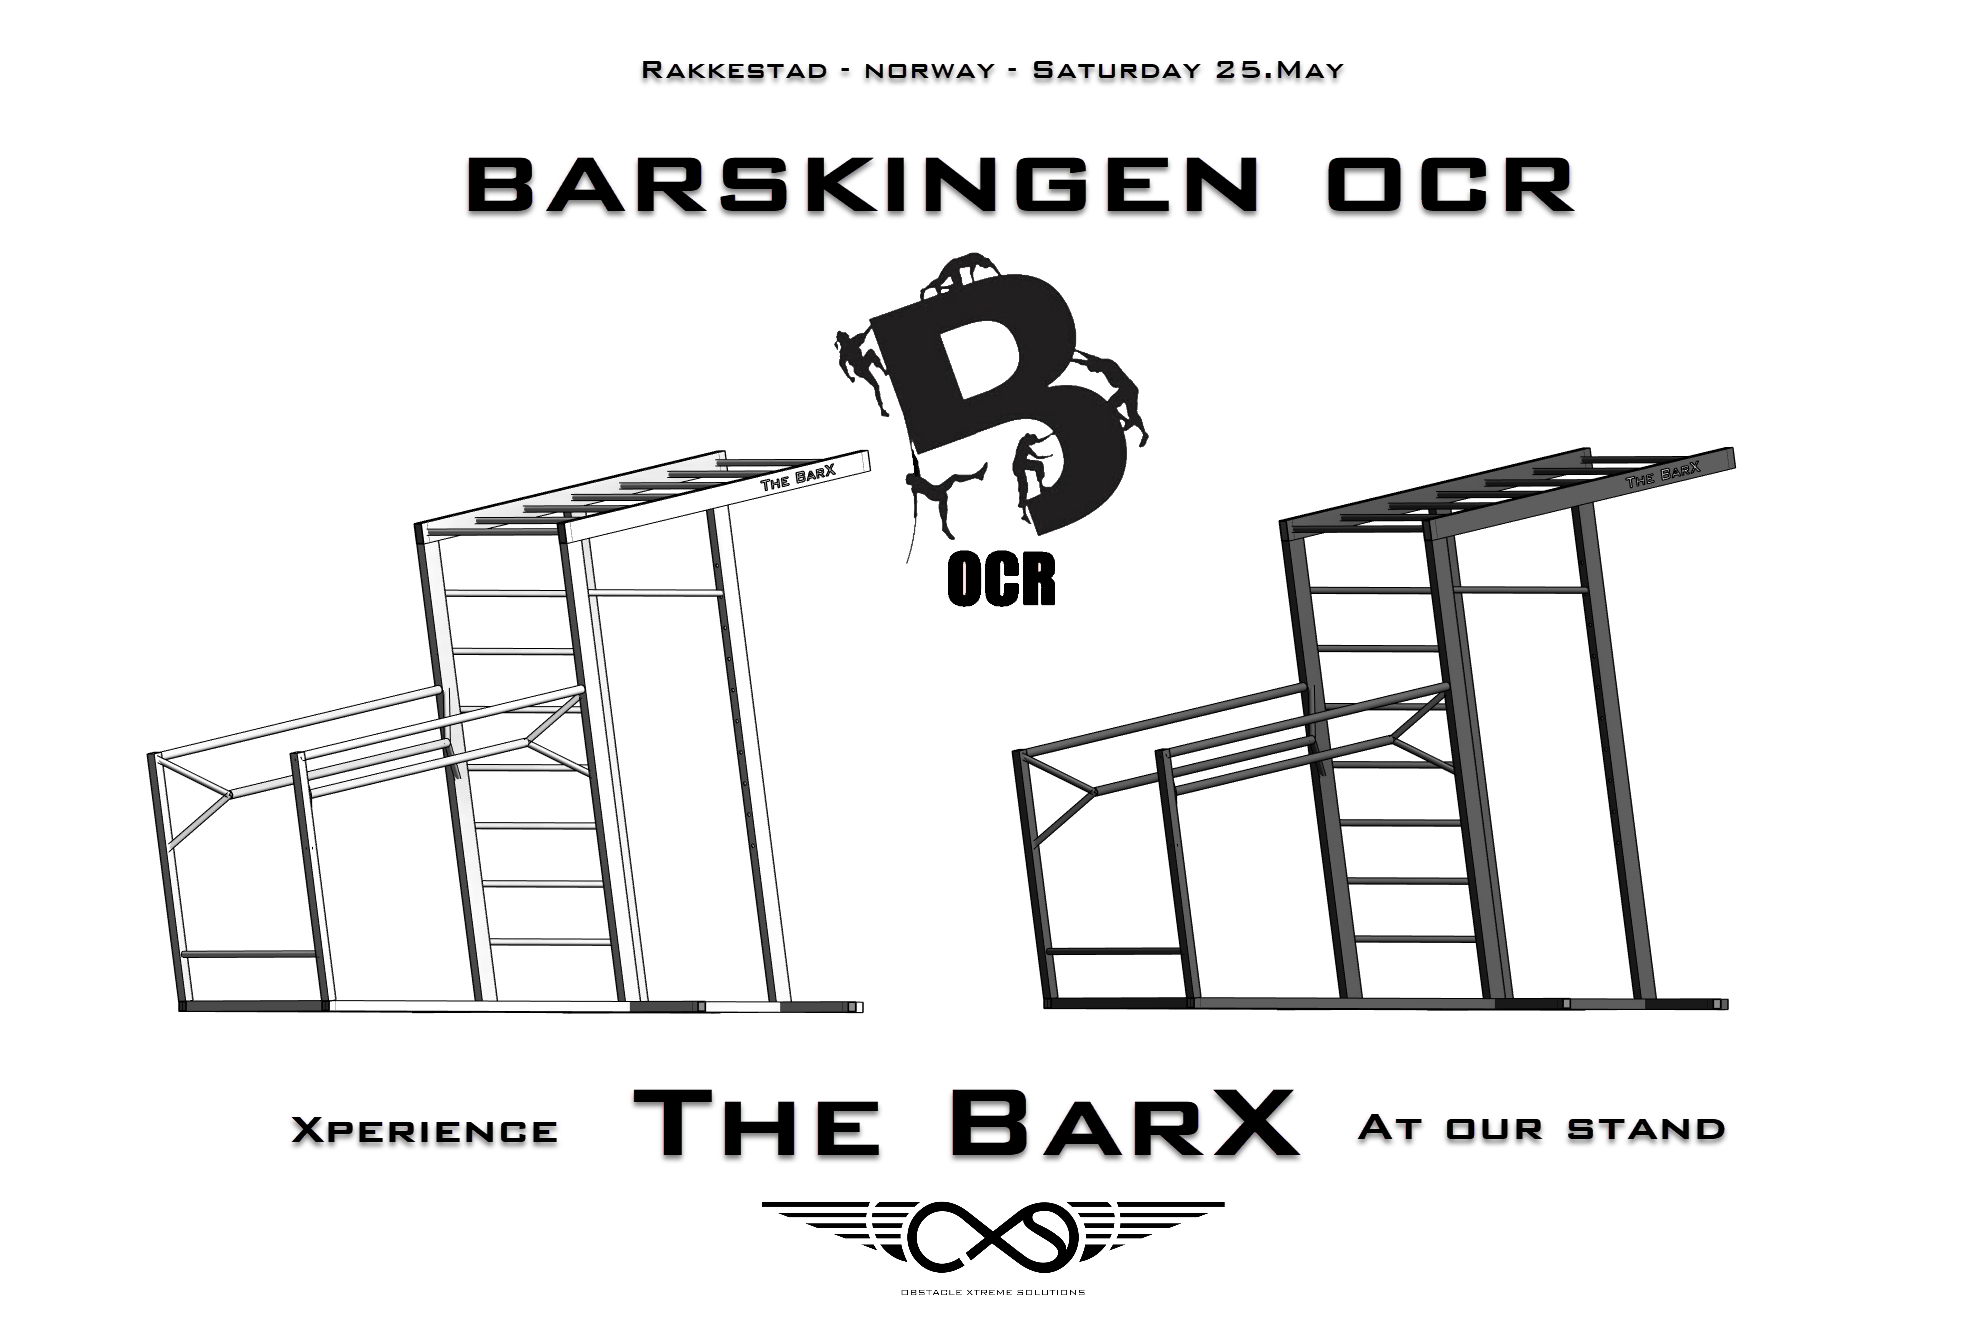 Rakkestad - norway - Saturday 25.May
BARSKINGEN OCR
B
OCR
The BarX
The BarX
Xperience The BarX At our stand
OXS
OBSTACLE XTREME SOLUTIONS